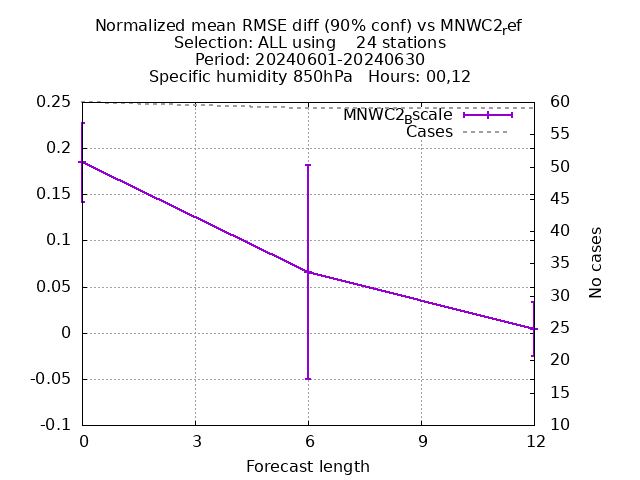 Normalized mean RMSE diff (90% conf) vs MNWC2_ref
Selection: ALL using    24 stations
Period: 20240601-20240630
Specific humidity 850hPa   Hours: 00,12
0.25
0.2
0.15
0.1
0.05
0
-0.05
-0.1
60
55
50
45
40
35
30
25
20
15
10
MNWC2_Bscale
Cases
No cases
0 3 6 9 12
Forecast length